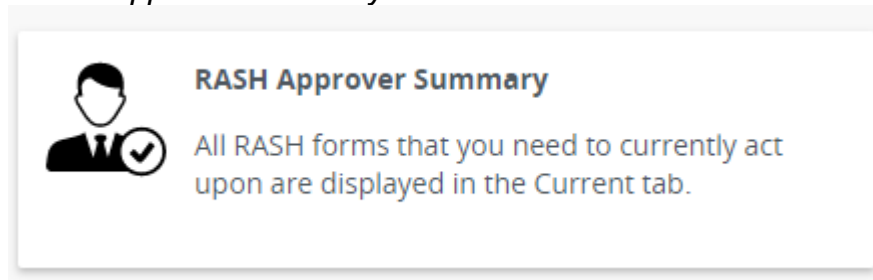 RASH Approver Summary
All RASH forms that you need to currently act
upon are displayed in the Current tab.